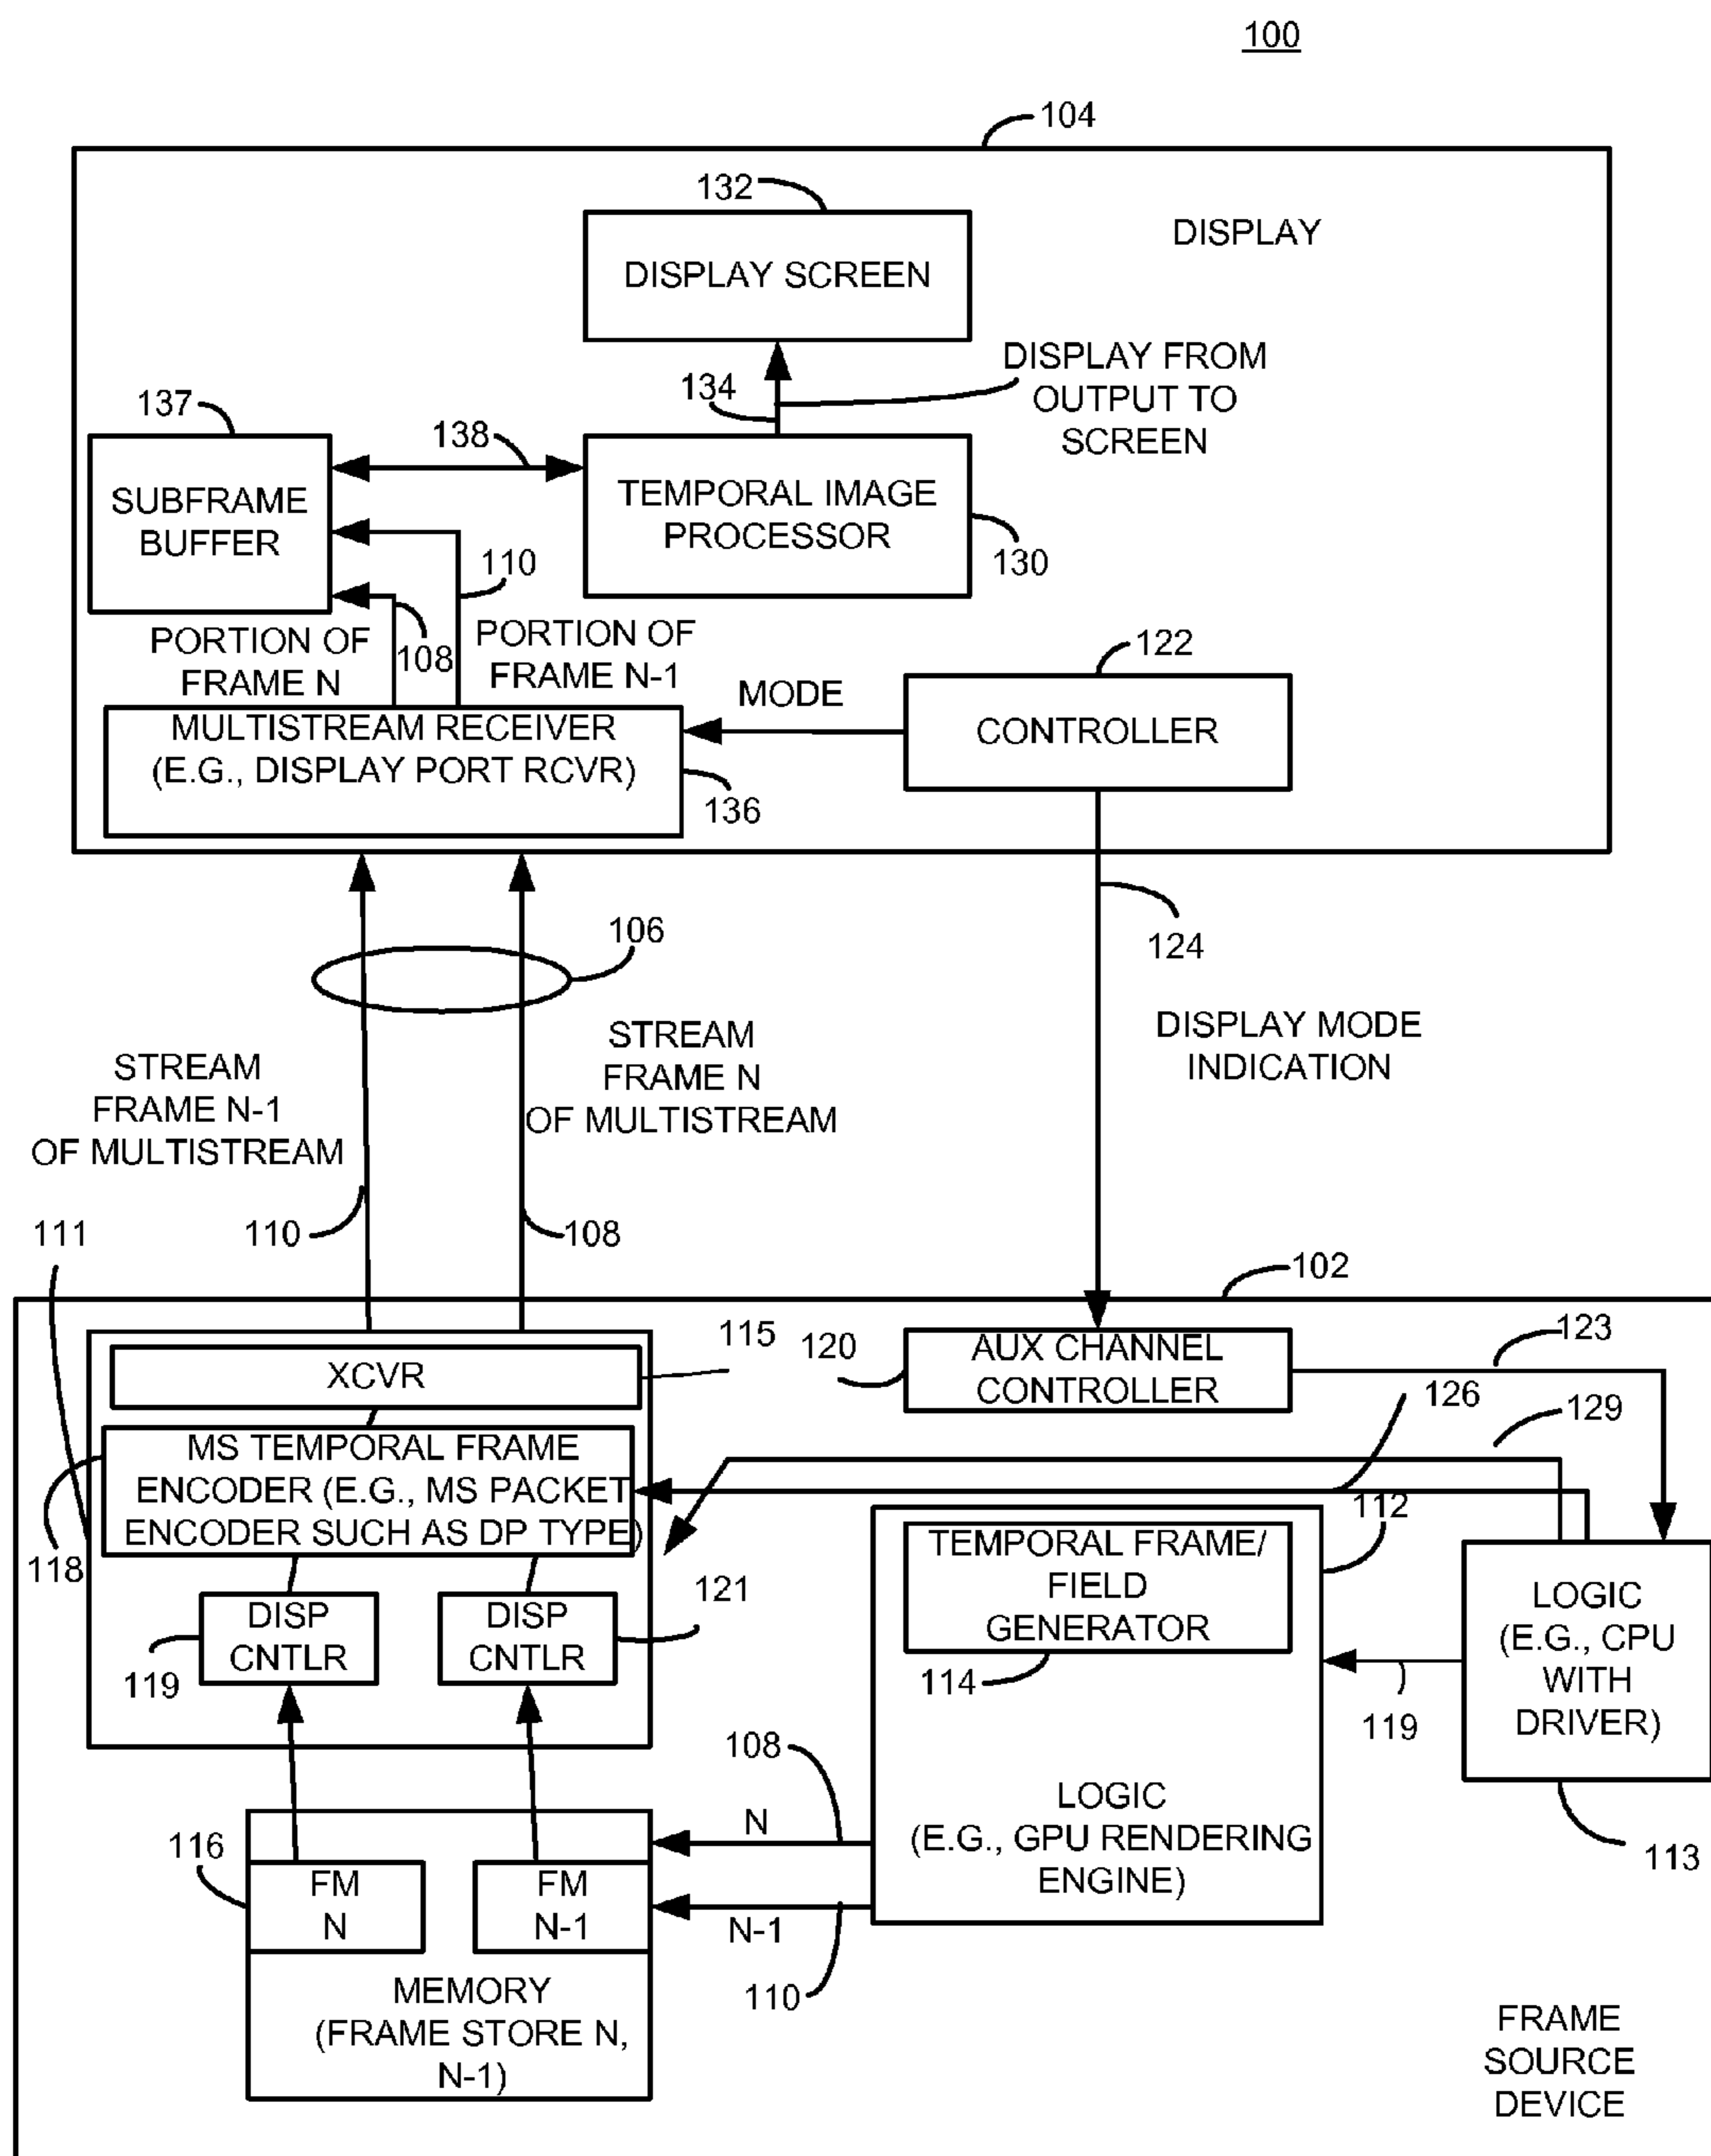 100
104
132
DISPLAY
DISPLAY SCREEN
DISPLAY FROM
OUTPUT TO
SCREEN
134
137
138
SUBFRAME
BUFFER
TEMPORAL IMAGE
PROCESSOR
110
130
PORTION OF
FRAME N
108
PORTION OF
FRAME N-1
122
MODE
MULTISTREAM RECEIVER
(E.G., DISPLAY PORT RCVR)
CONTROLLER
136
106
124
STREAM
FRAME N
OF MULTISTREAM
DISPLAY MODE
INDICATION
STREAM
FRAME N-1
OF MULTISTREAM
111
110
108
102
115
120
123
XCVR
AUX CHANNEL
CONTROLLER
126
129
MS TEMPORAL FRAME
ENCODER (E.G., MS PACKET
ENCODER SUCH AS DP TYPE)
112
118
TEMPORAL FRAME/
FIELD
GENERATOR
121
DISP
CNTLR
DISP
CNTLR
LOGIC
(E.G., CPU
WITH
DRIVER)
119
114
119
108
N
LOGIC
(E.G., GPU RENDERING
ENGINE)
116
113
FM
N
FM
N-1
N-1
110
MEMORY
(FRAME STORE N,
N-1)
FRAME
SOURCE
DEVICE